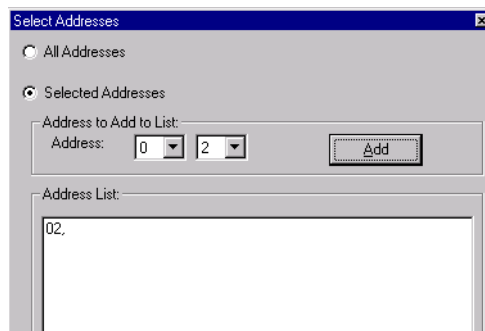 Select Addresses
All Addresses
Selected Addresses
Address to Add to List:
Address: 0 2 Add
Address List:
02,